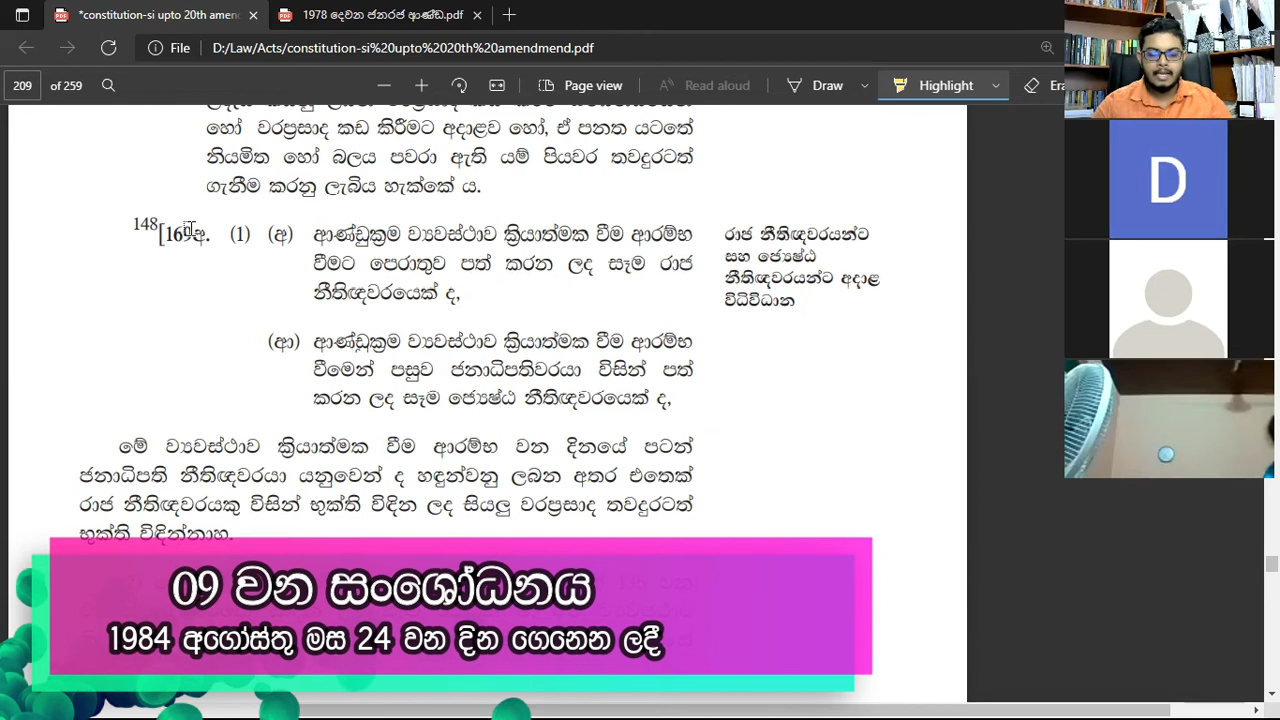 *constitution-si upto 20th amen
1978 දෙවන ජනරජ ආණ්ඩ.pdf
File
D:/Law/Acts/constitution-si%20upto%2020th%20amendmend.pdf
209 of 259
Page view
Read aloud
Draw
Highlight
Era
හෝ වරප්‍රසාද කඩ කිරීමට අදාළව හෝ, ඒ පනත යටතේ
නියමිත හෝ බලය පවරා ඇති යම් පියවර තවදුරටත්
ගැනීම කරනු ලැබිය හැක්කේ ය.
148[169අ. (1) (අ) ආණ්ඩුක්‍රම ව්‍යවස්ථාව ක්‍රියාත්මක වීම ආරම්භ
වීමට පෙරාතුව පත් කරන ලද සෑම රාජ
නීතිඥවරයෙක් ද,
රාජ නීතිඥවරයන්ට
සහ ජ්‍යෙෂ්ඨ
නීතිඥවරයන්ට අදාළ
විධිවිධාන
(ආ) ආණ්ඩුක්‍රම ව්‍යවස්ථාව ක්‍රියාත්මක වීම ආරම්භ
වීමෙන් පසුව ජනාධිපතිවරයා විසින් පත්
කරන ලද සෑම ජ්‍යෙෂ්ඨ නීතිඥවරයෙක් ද,
මේ ව්‍යවස්ථාව ක්‍රියාත්මක වීම ආරම්භ වන දිනයේ පටන්
ජනාධිපති නීතිඥවරයා යනුවෙන් ද හඳුන්වනු ලබන අතර එතෙක්
රාජ නීතිඥවරයකු විසින් භුක්ති විඳින ලද සියලු වරප්‍රසාද තවදුරටත්
භුක්ති විඳින්නාහ.
09 වන සංශෝධනය
1984 අගෝස්තු මස 24 වන දින ගෙනෙන ලදී
D